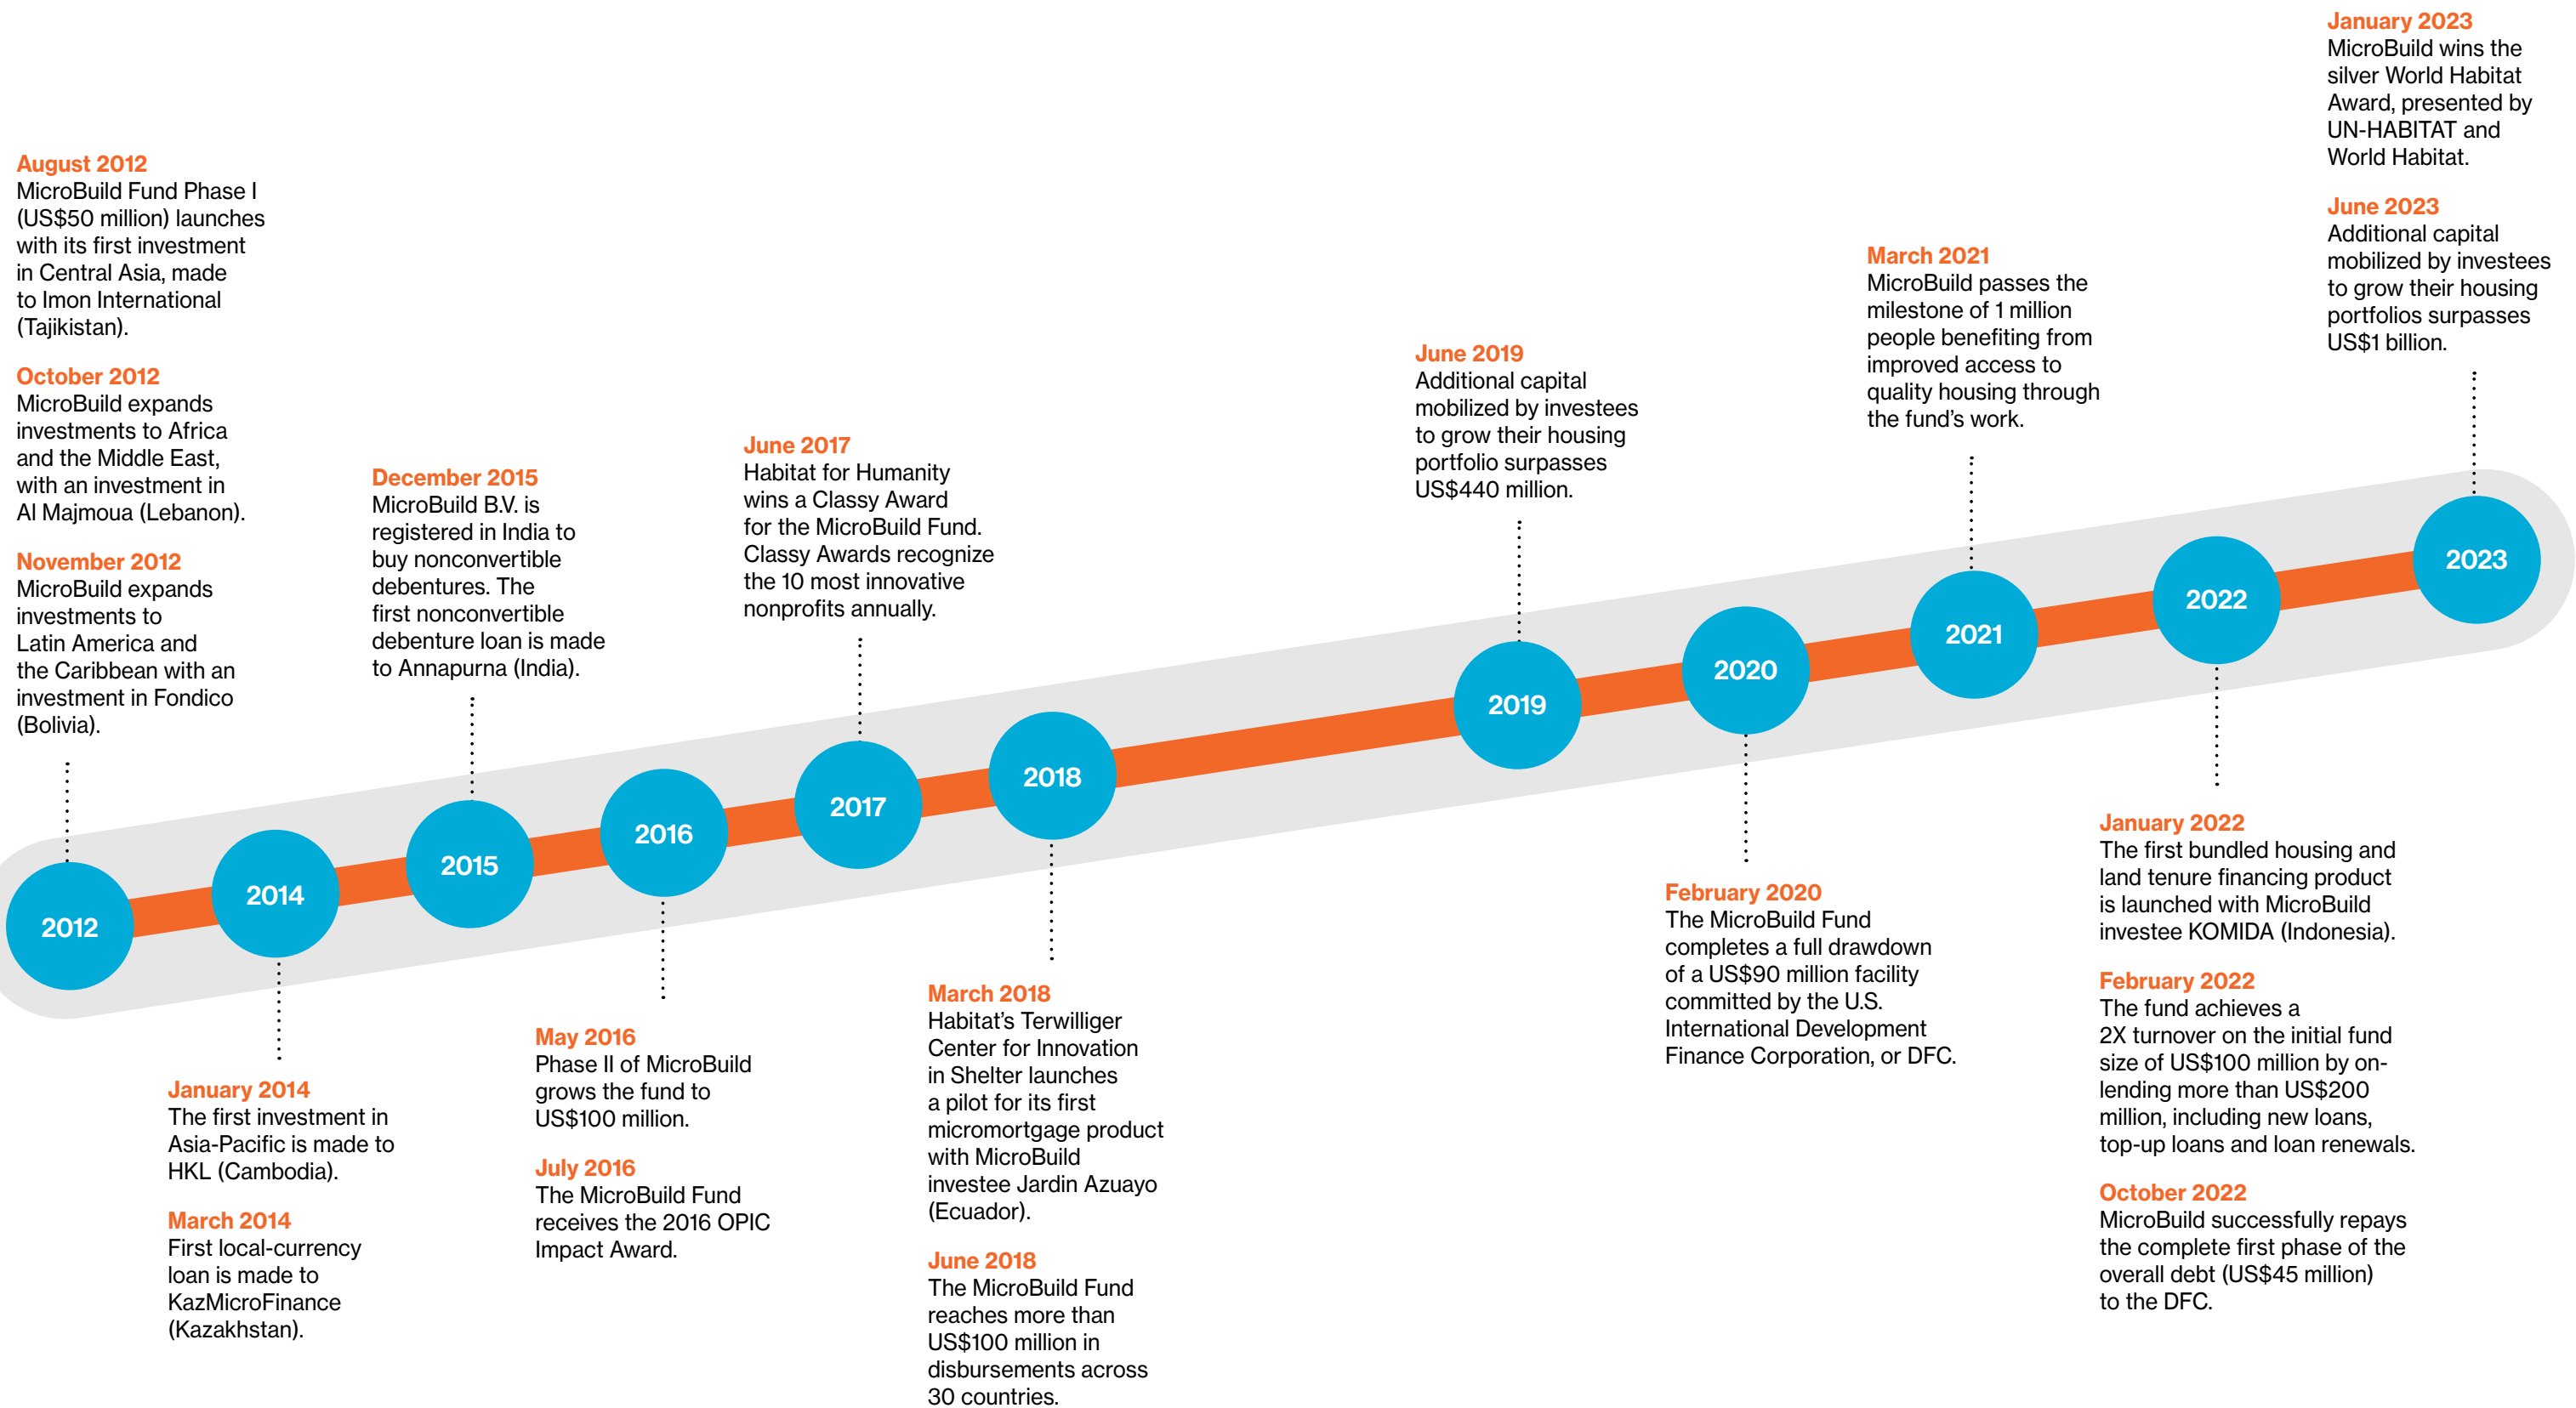 August 2012
MicroBuild Fund Phase I
(US$50 million) launches
with its first investment
in Central Asia, made
to Imon International
(Tajikistan).
October 2012
MicroBuild expands
investments to Africa
and the Middle East,
with an investment in
Al Majmoua (Lebanon).
November 2012
MicroBuild expands
investments to
Latin America and
the Caribbean with an
investment in Fondico
(Bolivia).
2012
2014
January 2014
The first investment in
Asia-Pacific is made to
HKL (Cambodia).
March 2014
First local-currency
loan is made to
KazMicroFinance
(Kazakhstan).
December 2015
MicroBuild B.V. is
registered in India to
buy nonconvertible
debentures. The
first nonconvertible
debenture loan is made
to Annapurna (India).
2015
2016
May 2016
Phase II of MicroBuild
grows the fund to
US$100 million.
July 2016
The MicroBuild Fund
receives the 2016 OPIC
Impact Award.
June 2017
Habitat for Humanity
wins a Classy Award
for the MicroBuild Fund.
Classy Awards recognize
the 10 most innovative
nonprofits annually.
2017
2018
March 2018
Habitat's Terwilliger
Center for Innovation
in Shelter launches
a pilot for its first
micromortgage product
with MicroBuild
investee Jardin Azuayo
(Ecuador).
June 2018
The MicroBuild Fund
reaches more than
US$100 million in
disbursements across
30 countries.
June 2019
Additional capital
mobilized by investees
to grow their housing
portfolio surpasses
US$440 million.
2019
2020
February 2020
The MicroBuild Fund
completes a full drawdown
of a US$90 million facility
committed by the U.S.
International Development
Finance Corporation, or DFC.
March 2021
MicroBuild passes the
milestone of 1 million
people benefiting from
improved access to
quality housing through
the fund's work.
2021
2022
January 2022
The first bundled housing and
land tenure financing product
is launched with MicroBuild
investee KOMIDA (Indonesia).
February 2022
The fund achieves a
2X turnover on the initial fund
size of US$100 million by on-
lending more than US$200
million, including new loans,
top-up loans and loan renewals.
October 2022
MicroBuild successfully repays
the complete first phase of the
overall debt (US$45 million)
to the DFC.
January 2023
MicroBuild wins the
silver World Habitat
Award, presented by
UN-HABITAT and
World Habitat.
June 2023
Additional capital
mobilized by investees
to grow their housing
portfolios surpasses
US$1 billion.
2023